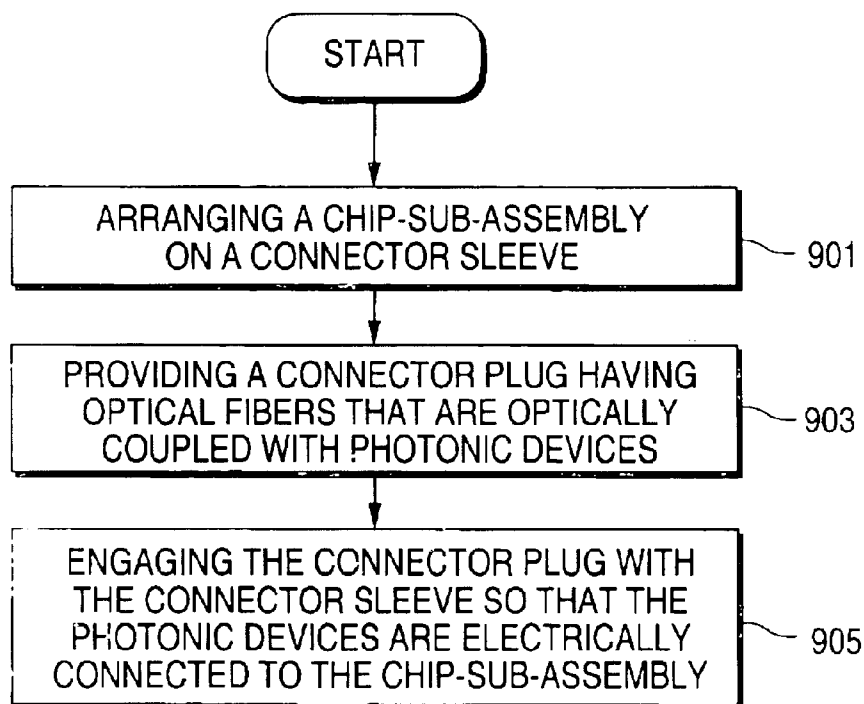 START
ARRANGING A CHIP-SUB-ASSEMBLY
ON A CONNECTOR SLEEVE
901
PROVIDING A CONNECTOR PLUG HAVING
OPTICAL FIBERS THAT ARE OPTICALLY
COUPLED WITH PHOTONIC DEVICES
903
ENGAGING THE CONNECTOR PLUG WITH
THE CONNECTOR SLEEVE SO THAT THE
PHOTONIC DEVICES ARE ELECTRICALLY
CONNECTED TO THE CHIP-SUB-ASSEMBLY
905